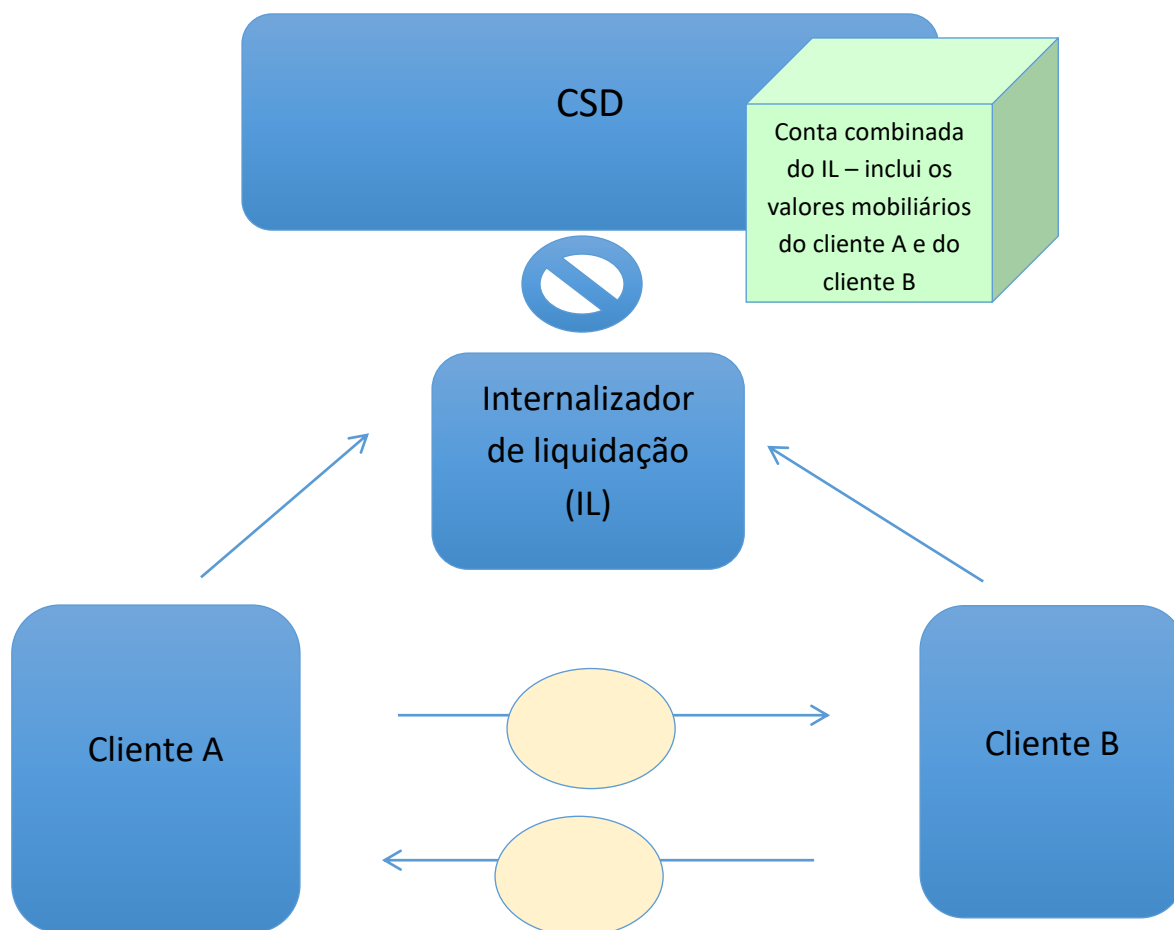 CSD
Conta combinada
do IL – inclui os
valores mobiliários
do cliente A e do
cliente B
Internalizador
de liquidação
(IL)
Cliente A
Cliente B